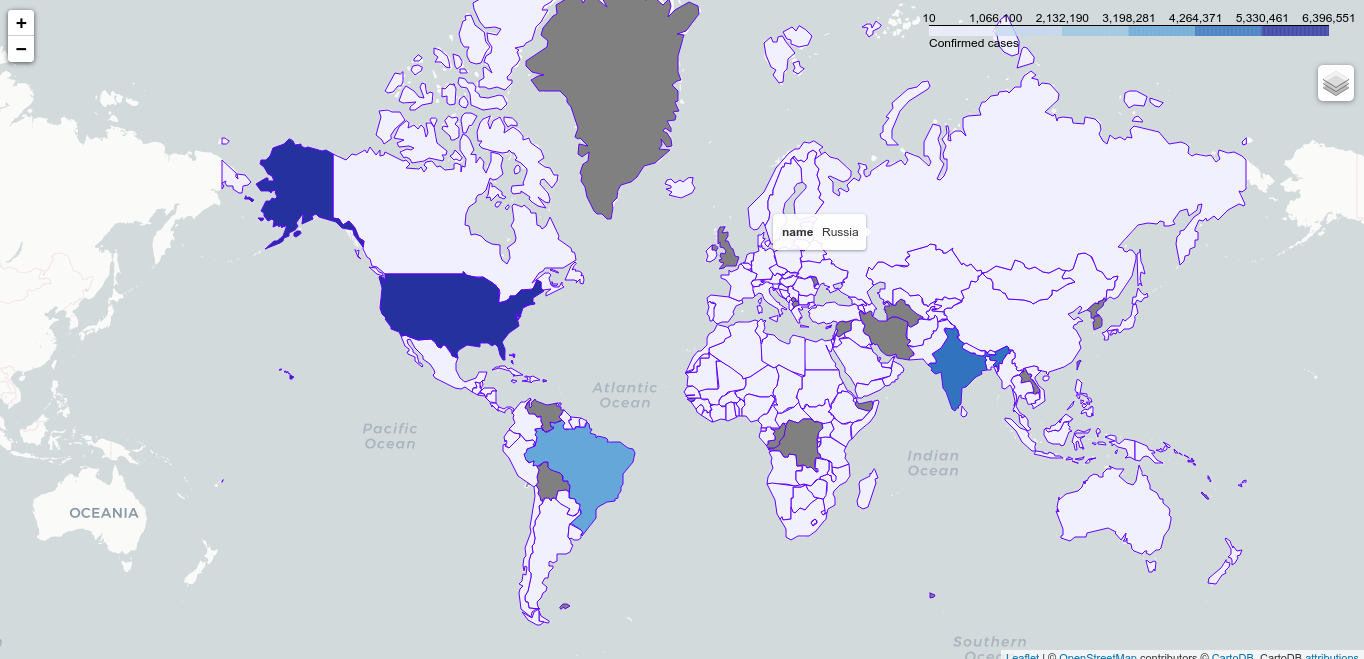 +
−
10 1,066,100 2,132,190 3,198,281 4,264,371 5,330,461 6,396,551
Confirmed cases
name Russia
Atlantic
Ocean
Pacific
Ocean
Indian
Ocean
OCEANIA
Southern
Ocean
Leaflet | © OpenStreetMap contributors © CartoDB, CartoDB attributions